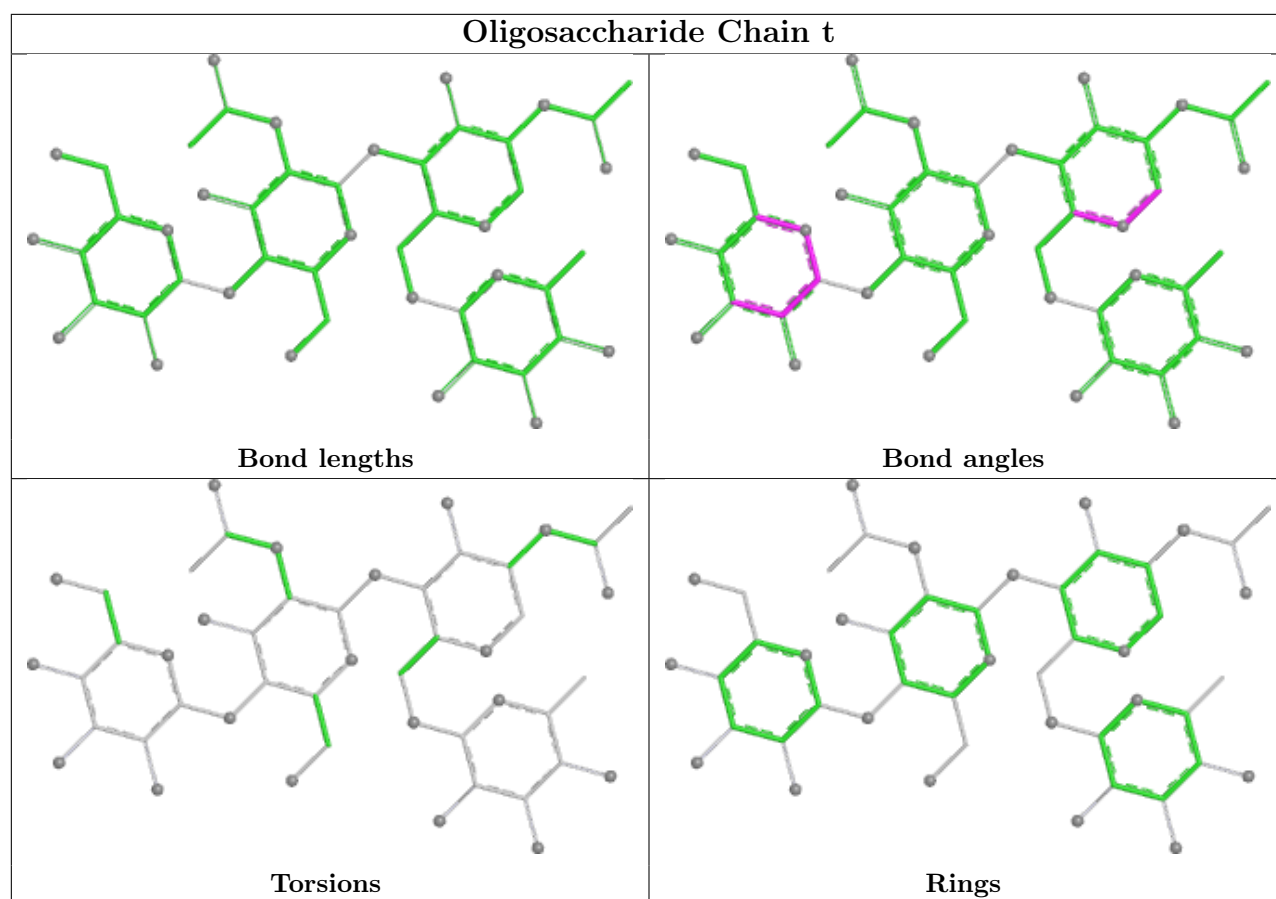 Oligosaccharide Chain t
Bond lengths
Bond angles
Torsions
Rings